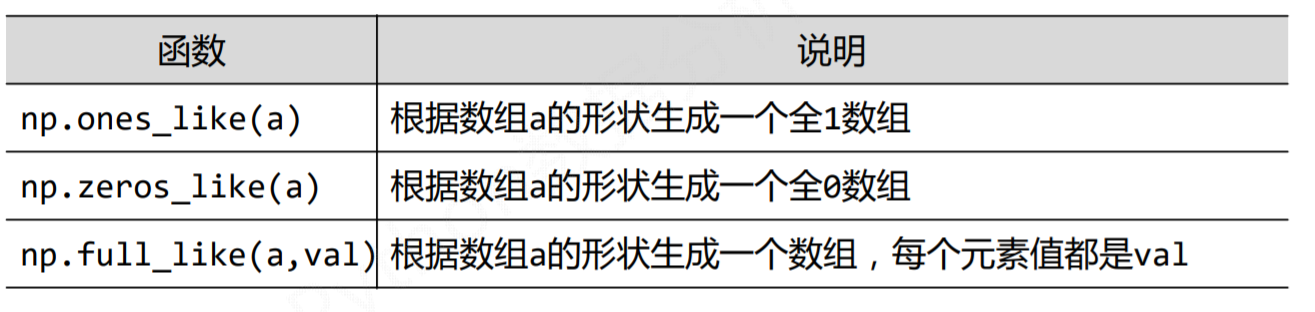 函数 说明
np.ones_like(a) 根据数组a的形状生成一个全1数组
np.zeros_like(a) 根据数组a的形状生成一个全0数组
np.full_like(a,val) 根据数组a的形状生成一个数组，每个元素值都是val